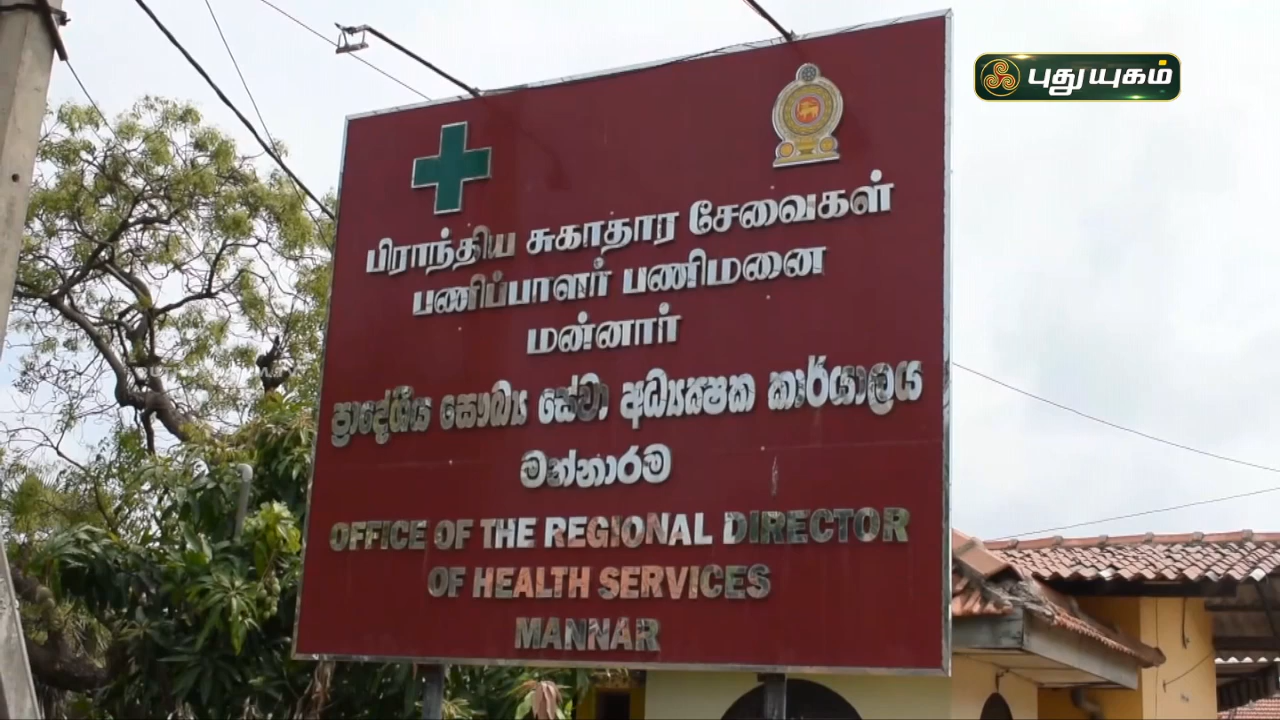 புதுயுகம்
பிராந்திய சுகாதார சேவைகள்
பணிப்பாளர் பணிமனை
மன்னார்
ප්‍රාදේශීය සෞඛ්‍ය සේවා අධ්‍යක්ෂක කාර්යාලය
මන්නාරම
OFFICE OF THE REGIONAL DIRECTOR
OF HEALTH SERVICES
MANNAR